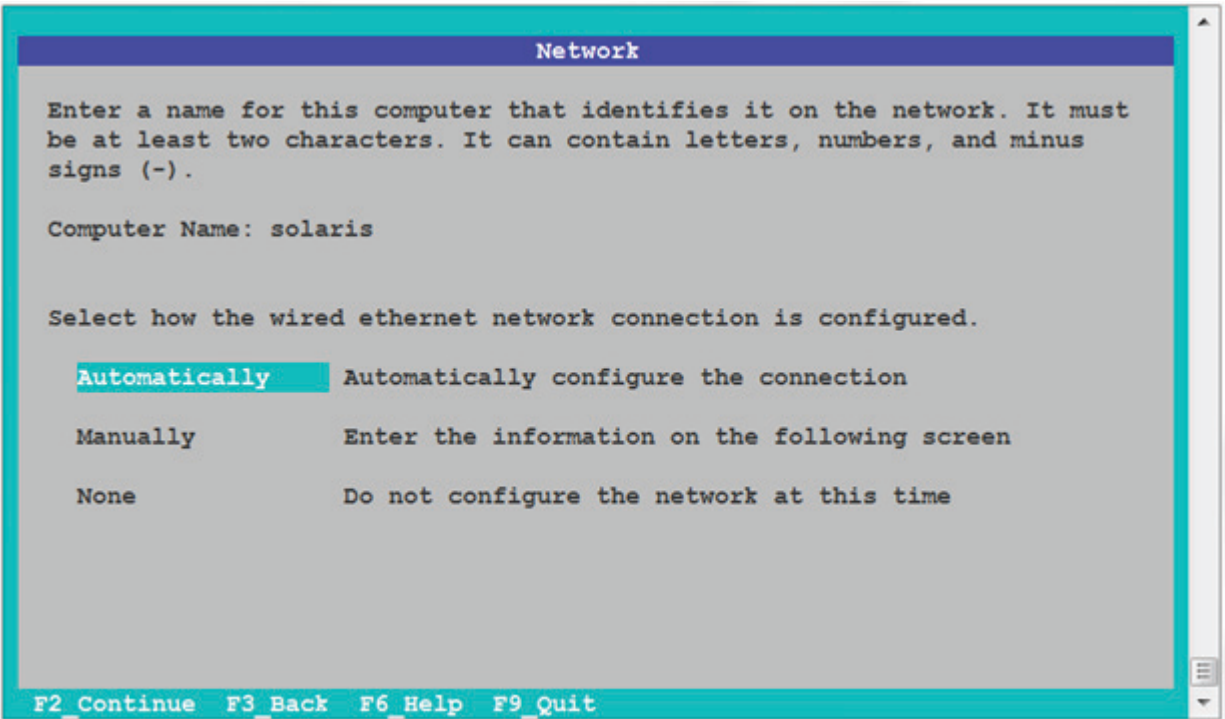 Network
Enter a name for this computer that identifies it on the network. It must
be at least two characters. It can contain letters, numbers, and minus
signs (-).
Computer Name: solaris
Select how the wired ethernet network connection is configured.
Automatically Automatically configure the connection
Manually Enter the information on the following screen
None Do not configure the network at this time
F2_Continue F3_Back F6_Help F9_Quit